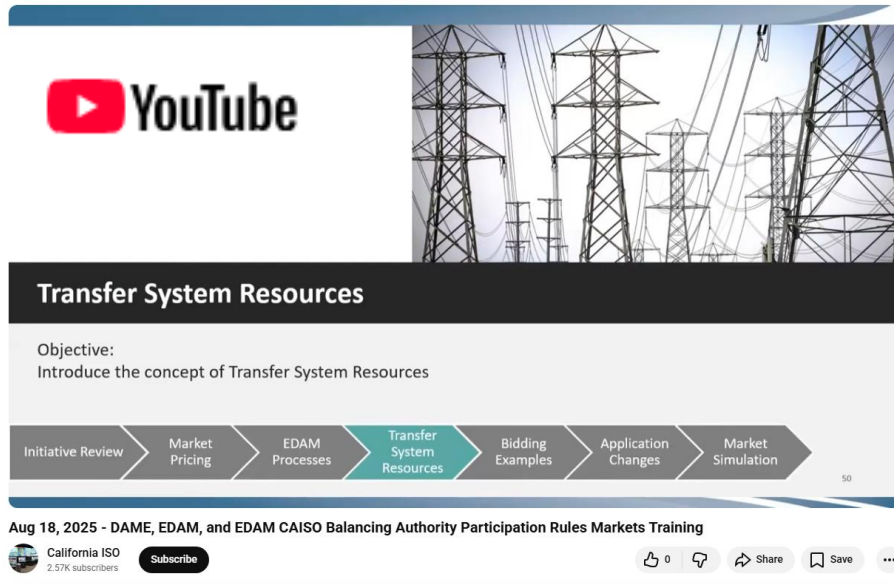 YouTube
Transfer System Resources
Objective:
Introduce the concept of Transfer System Resources
Initiative Review
Market
Pricing
EDAM
Processes
Transfer
System
Resources
Bidding
Examples
Application
Changes
Market
Simulation
50
Aug 18, 2025 - DAME, EDAM, and EDAM CAISO Balancing Authority Participation Rules Markets Training
California ISO
2.57K subscribers
Subscribe
0
Share
Save